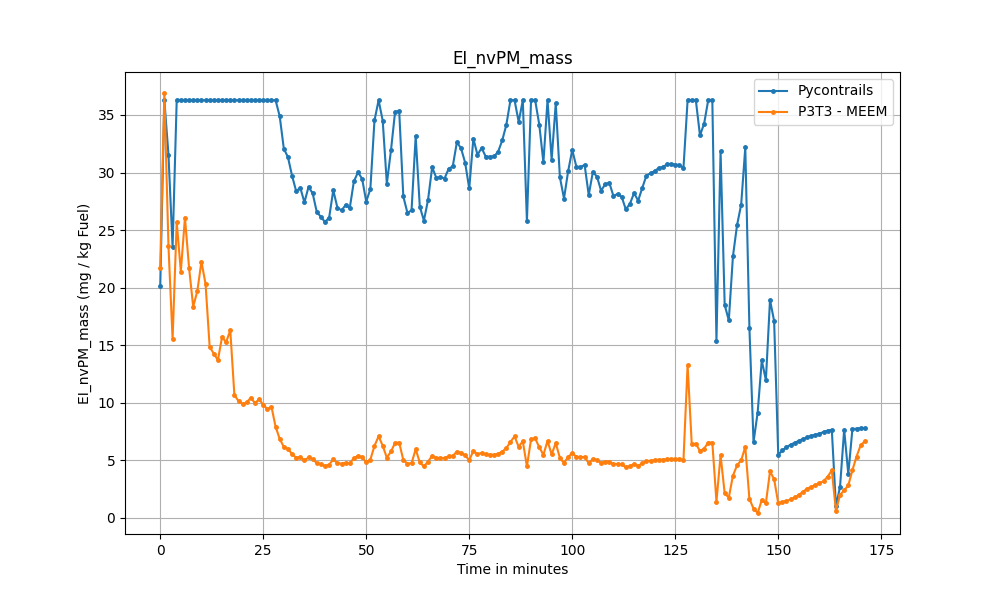 EI_nvPM_mass
Pycontrails
P3T3 - MEEM
EI_nvPM_mass (mg / kg Fuel)
35
30
25
20
15
10
5
0
0 25 50 75 100 125 150 175
Time in minutes